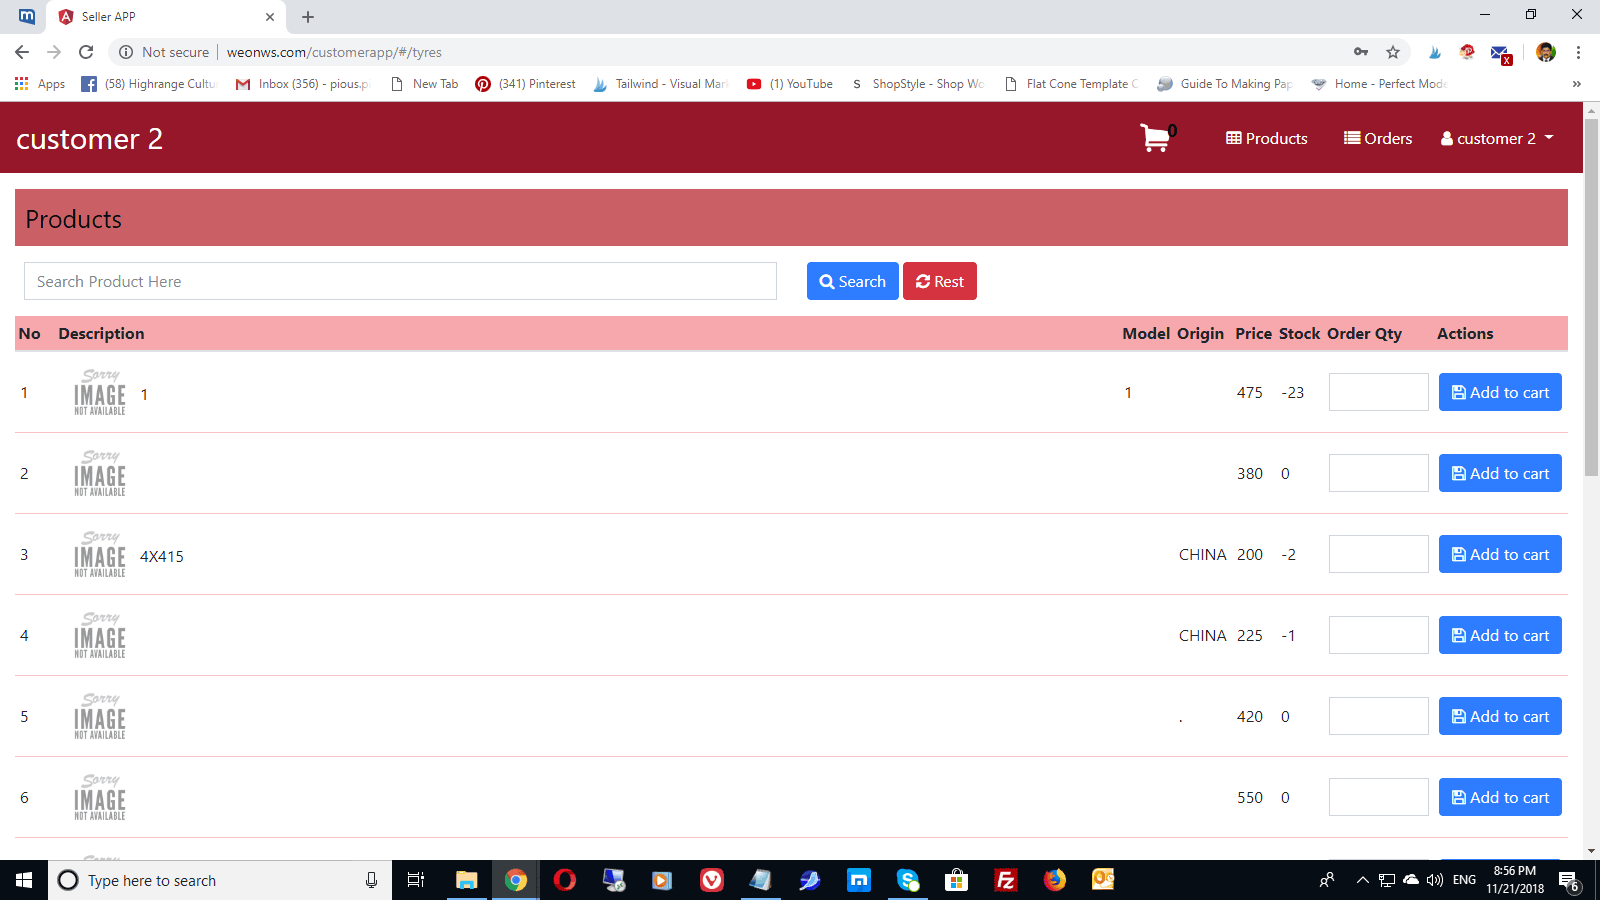 Seller APP
Not secure weonws.com/customerapp/#/tyres
Apps (58) Highrange Cultu Inbox (356) - pious.p New Tab (341) Pinterest Tailwind - Visual Mar (1) YouTube S ShopStyle - Shop Wo Flat Cone Template C Guide To Making Pap Home - Perfect Mode »
customer 2 0 Products Orders customer 2
Products
Search Product Here Search Rest
No Description Model Origin Price Stock Order Qty Actions
1 Sorry IMAGE NOT AVAILABLE 1 1 475 -23 Add to cart
2 Sorry IMAGE NOT AVAILABLE 380 0 Add to cart
3 Sorry IMAGE NOT AVAILABLE 4X415 CHINA 200 -2 Add to cart
4 Sorry IMAGE NOT AVAILABLE CHINA 225 -1 Add to cart
5 Sorry IMAGE NOT AVAILABLE . 420 0 Add to cart
6 Sorry IMAGE NOT AVAILABLE 550 0 Add to cart
Type here to search ENG 8:56 PM
11/21/2018 6